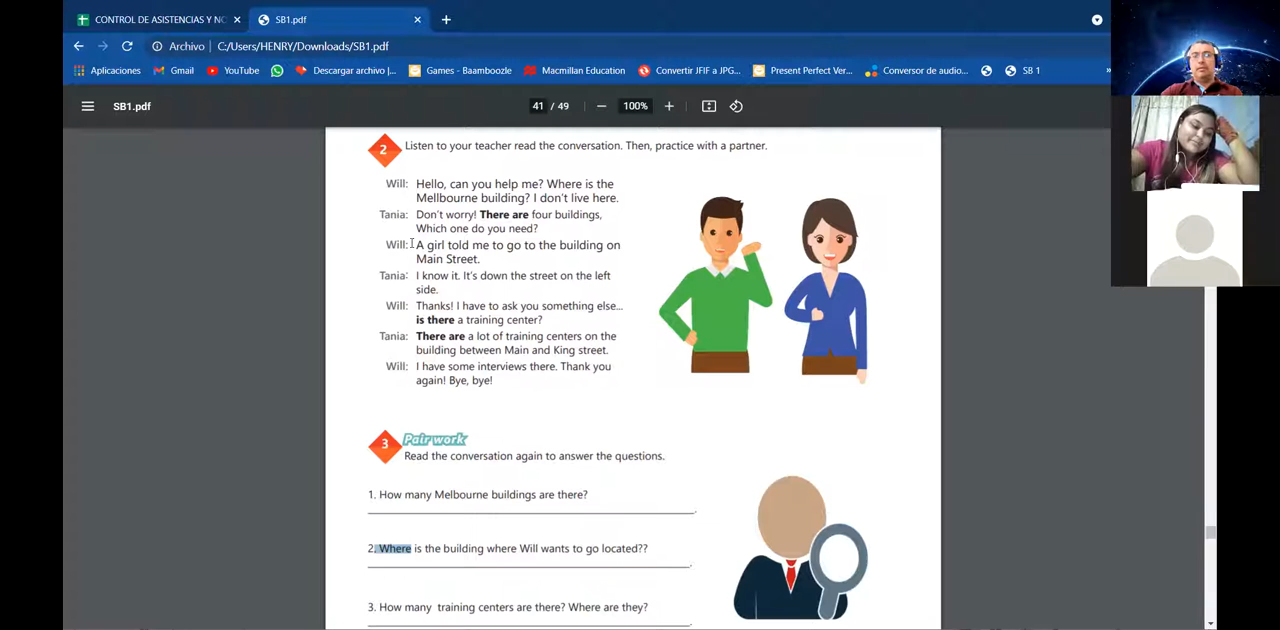 CONTROL DE ASISTENCIAS Y NO
SB1.pdf
Archivo C:/Users/HENRY/Downloads/SB1.pdf
Aplicaciones Gmail YouTube Descargar archivo |... Games - Baamboozle Macmillan Education Convertir JFIF a JPG... Present Perfect Ver... Conversor de audio... SB 1 »
SB1.pdf 41 / 49 100%
2 Listen to your teacher read the conversation. Then, practice with a partner.
Will: Hello, can you help me? Where is the
Mellbourne building? I don't live here.
Tania: Don't worry! There are four buildings,
Which one do you need?
Will: A girl told me to go to the building on
Main Street.
Tania: I know it. It's down the street on the left
side.
Will: Thanks! I have to ask you something else...
is there a training center?
Tania: There are a lot of training centers on the
building between Main and King street.
Will: I have some interviews there. Thank you
again! Bye, bye!
3 Pair work
Read the conversation again to answer the questions.
1. How many Melbourne buildings are there?
2. Where is the building where Will wants to go located??
3. How many training centers are there? Where are they?